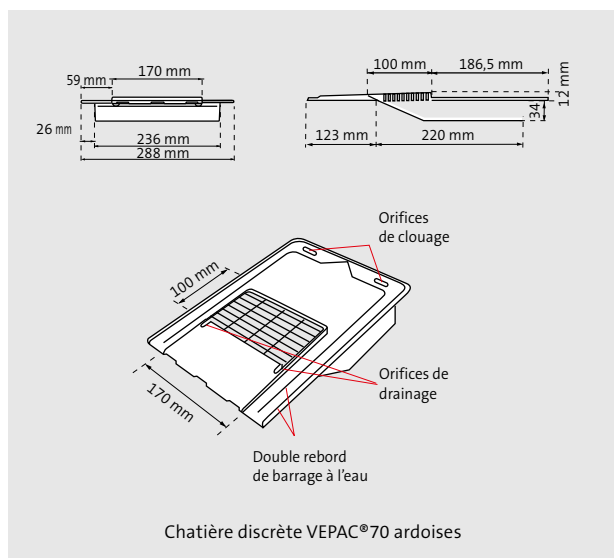 170 mm
59 mm
26 mm
236 mm
288 mm
100 mm
186,5 mm
12 mm
34
123 mm
220 mm
Orifices
de clouage
100 mm
170 mm
Orifices de
drainage
Double rebord
de barrage à l’eau
Chatière discrète VEPAC®70 ardoises